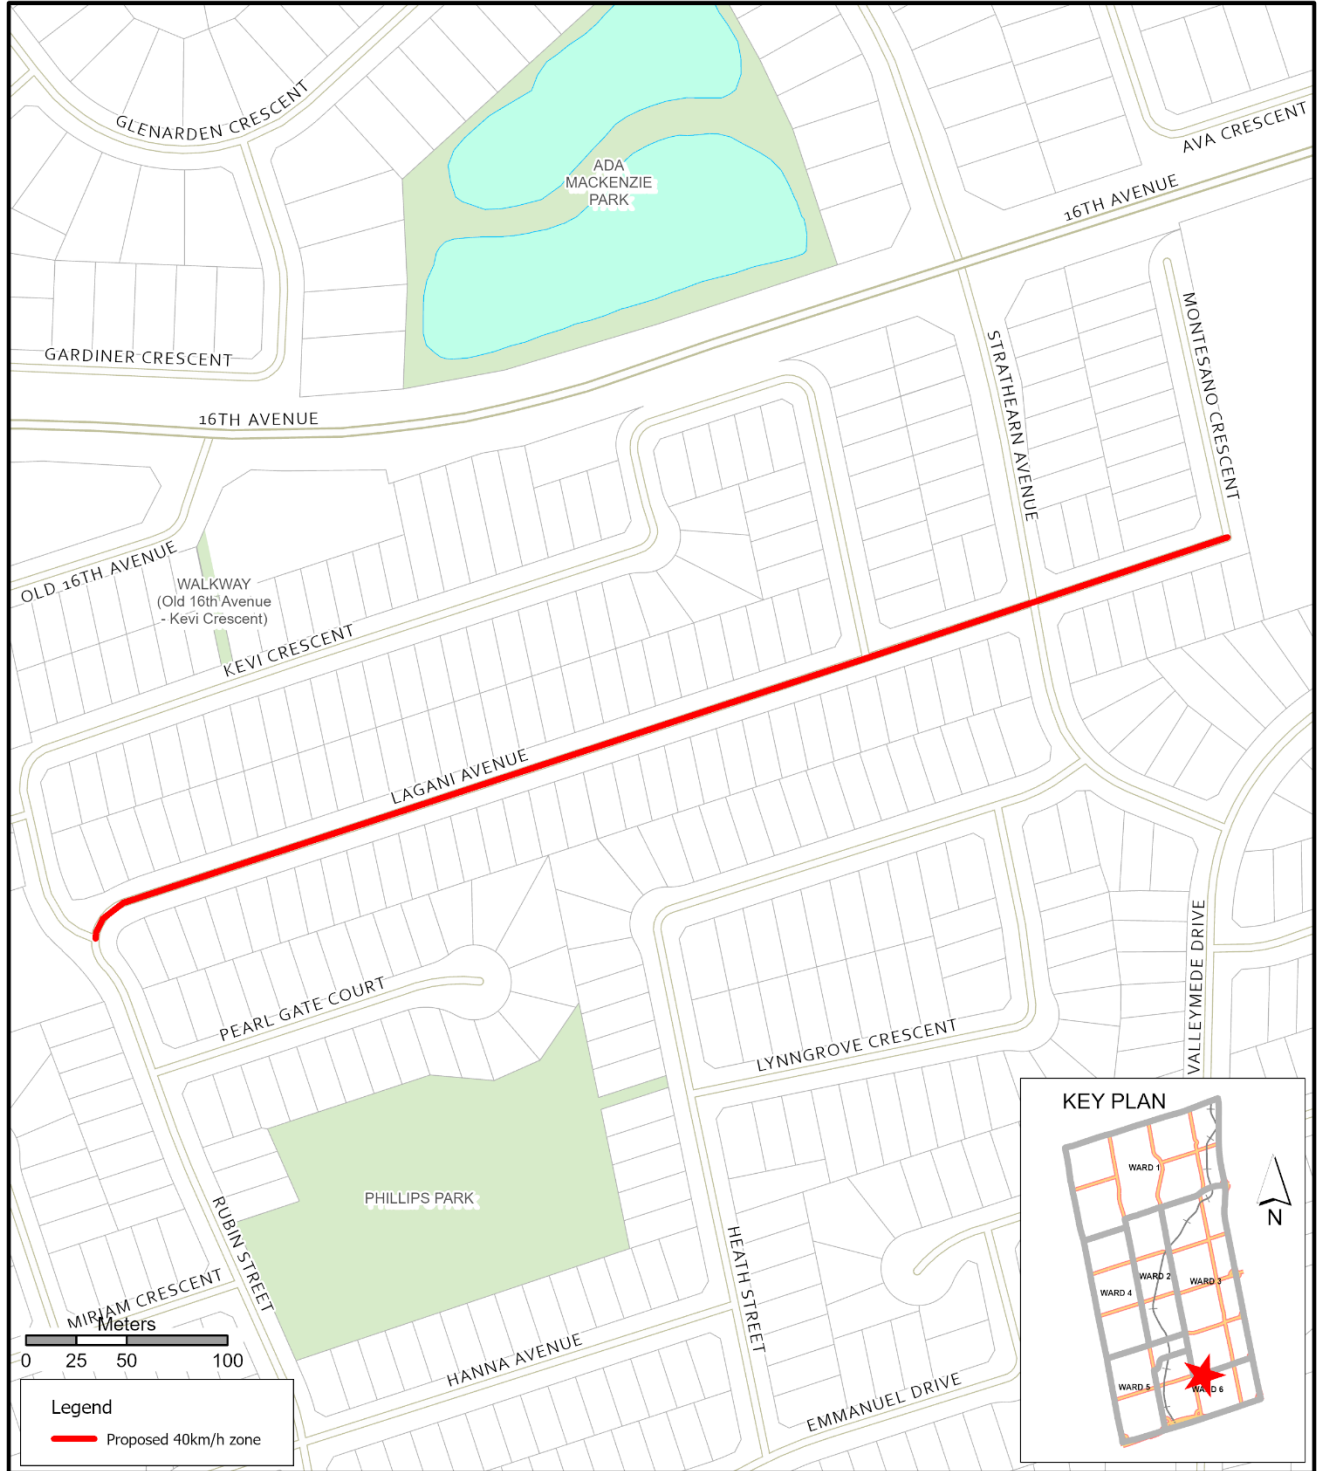 GLENARDEN CRESCENT
AVA CRESCENT
ADA
MACKENZIE
PARK
16TH AVENUE
GARDINER CRESCENT
16TH AVENUE
MONTESANO CRESCENT
STRATHEARN AVENUE
OLD 16TH AVENUE
WALKWAY
(Old 16th Avenue
- Kevi Crescent)
KEVI CRESCENT
LAGANI AVENUE
PEARL GATE COURT
LYNNGROVE CRESCENT
VALLEYMEDE DRIVE
PHILLIPS PARK
RUBIN STREET
HEATH STREET
MIRIAM CRESCENT
HANNA AVENUE
EMMANUEL DRIVE
Meters
0 25 50 100
Legend
Proposed 40km/h zone
KEY PLAN
WARD 1
N
WARD 2
WARD 3
WARD 4
WARD 5
WARD 6